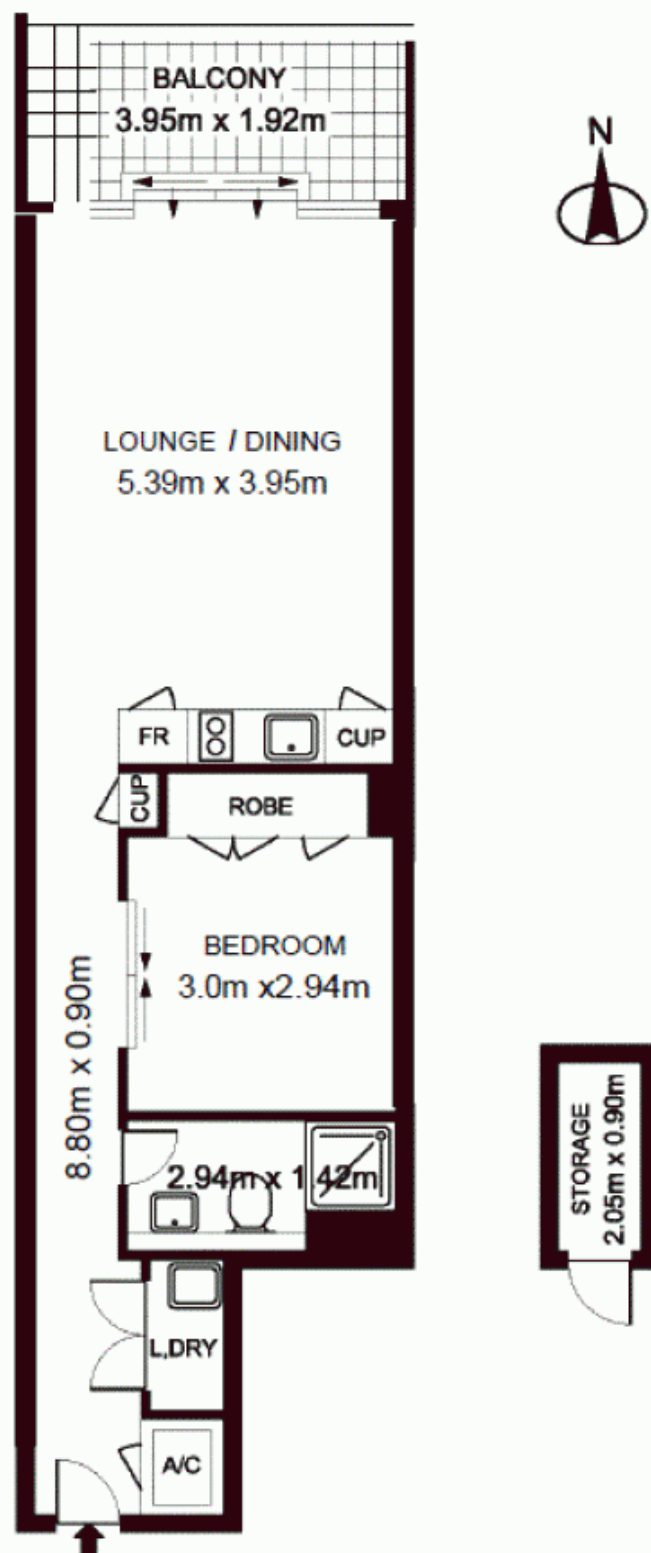 BALCONY
3.95m x 1.92m
N
LOUNGE / DINING
5.39m x 3.95m
FR
CUP
CUP
ROBE
BEDROOM
3.0m x2.94m
8.80m x 0.90m
2.94m x 1.42m
STORAGE
2.05m x 0.90m
L,DRY
A/C